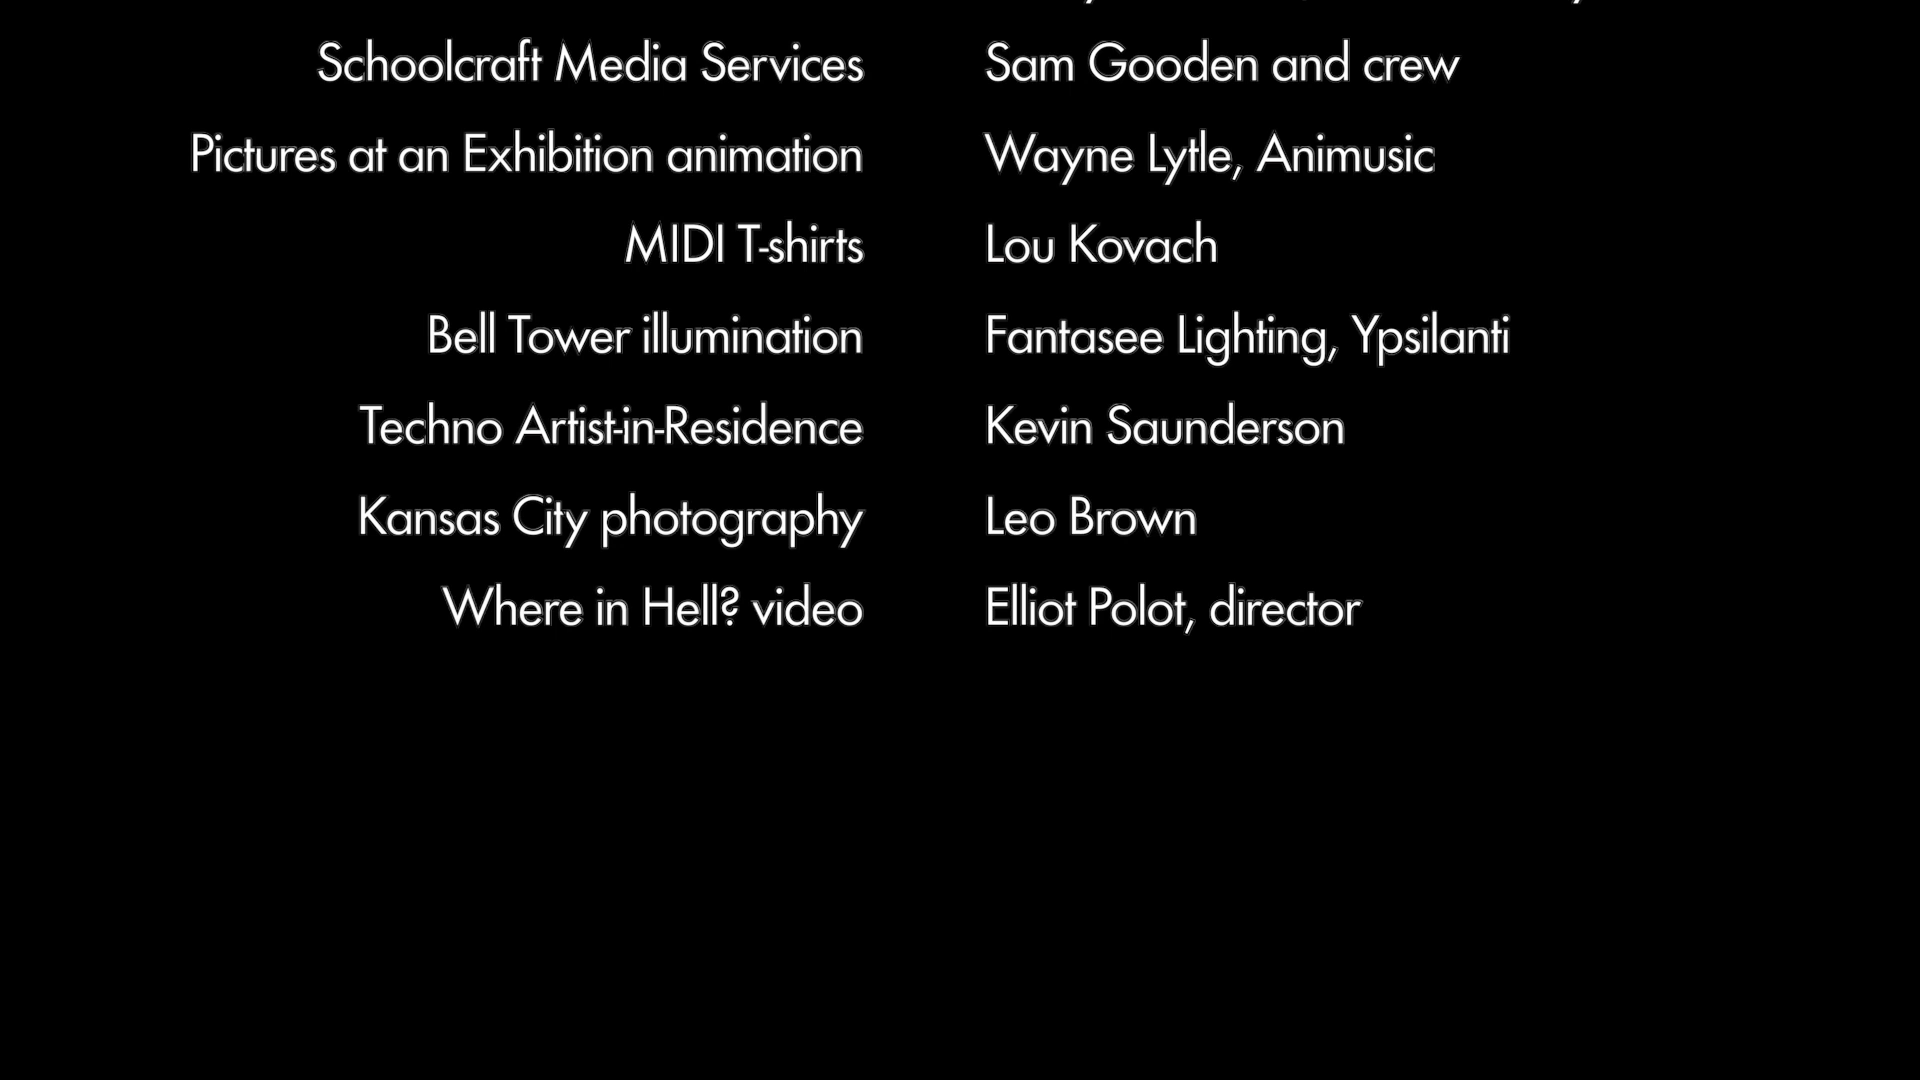 Schoolcraft Media Services Sam Gooden and crew
Pictures at an Exhibition animation Wayne Lytle, Animusic
MIDI T-shirts Lou Kovach
Bell Tower illumination Fantasee Lighting, Ypsilanti
Techno Artist-in-Residence Kevin Saunderson
Kansas City photography Leo Brown
Where in Hell? video Elliot Polot, director